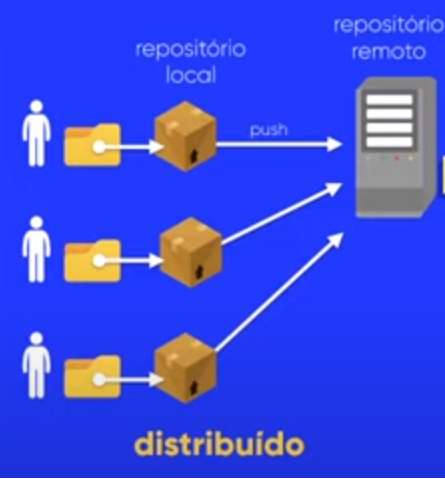 repositório
remoto
repositório
local
push
distribuído